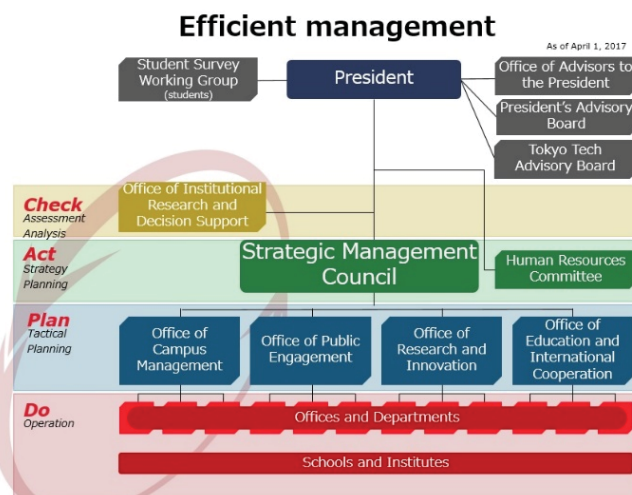 Efficient management
As of April 1, 2017
Student Survey
Working Group
(students)
President
Office of Advisors to
the President
President's Advisory
Board
Tokyo Tech
Advisory Board
Check
Assessment
Analysis
Office of Institutional
Research and
Decision Support
Act
Strategy
Planning
Strategic Management
Council
Human Resources
Committee
Plan
Tactical
Planning
Office of
Campus
Management
Office of Public
Engagement
Office of
Research and
Innovation
Office of
Education and
International
Cooperation
Do
Operation
Offices and Departments
Schools and Institutes